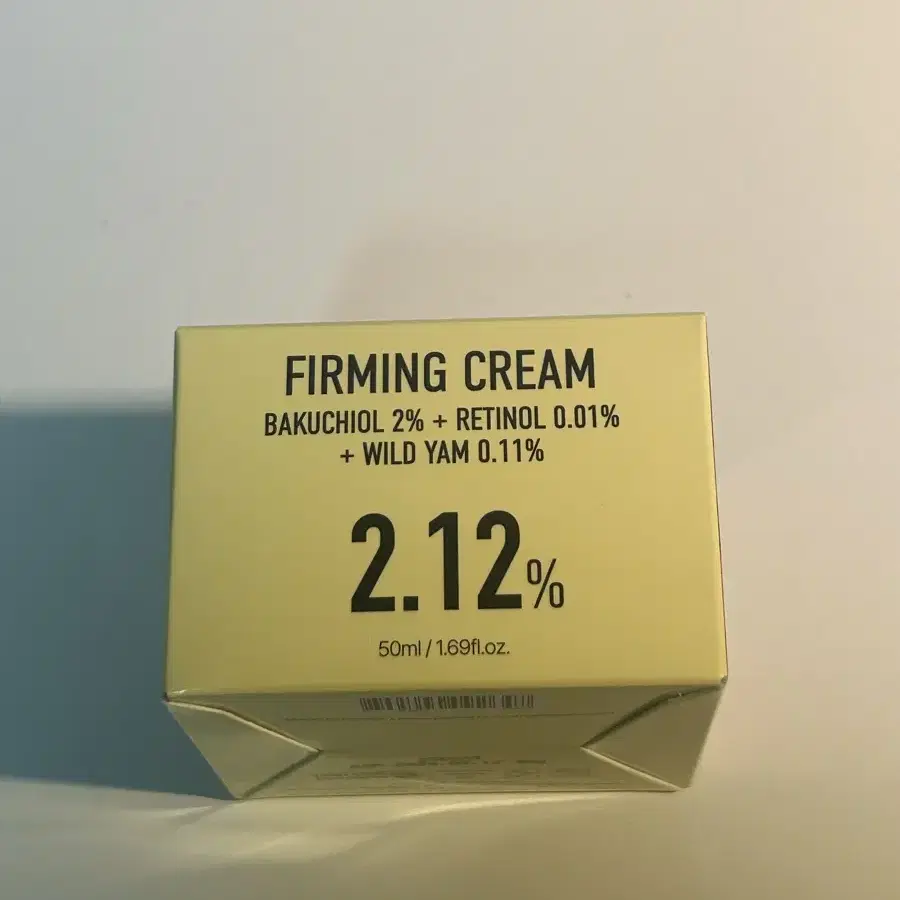 FIRMING CREAM
BAKUCHIOL 2% + RETINOL 0.01%
+ WILD YAM 0.11%
2.12%
50ml / 1.69fl.oz.